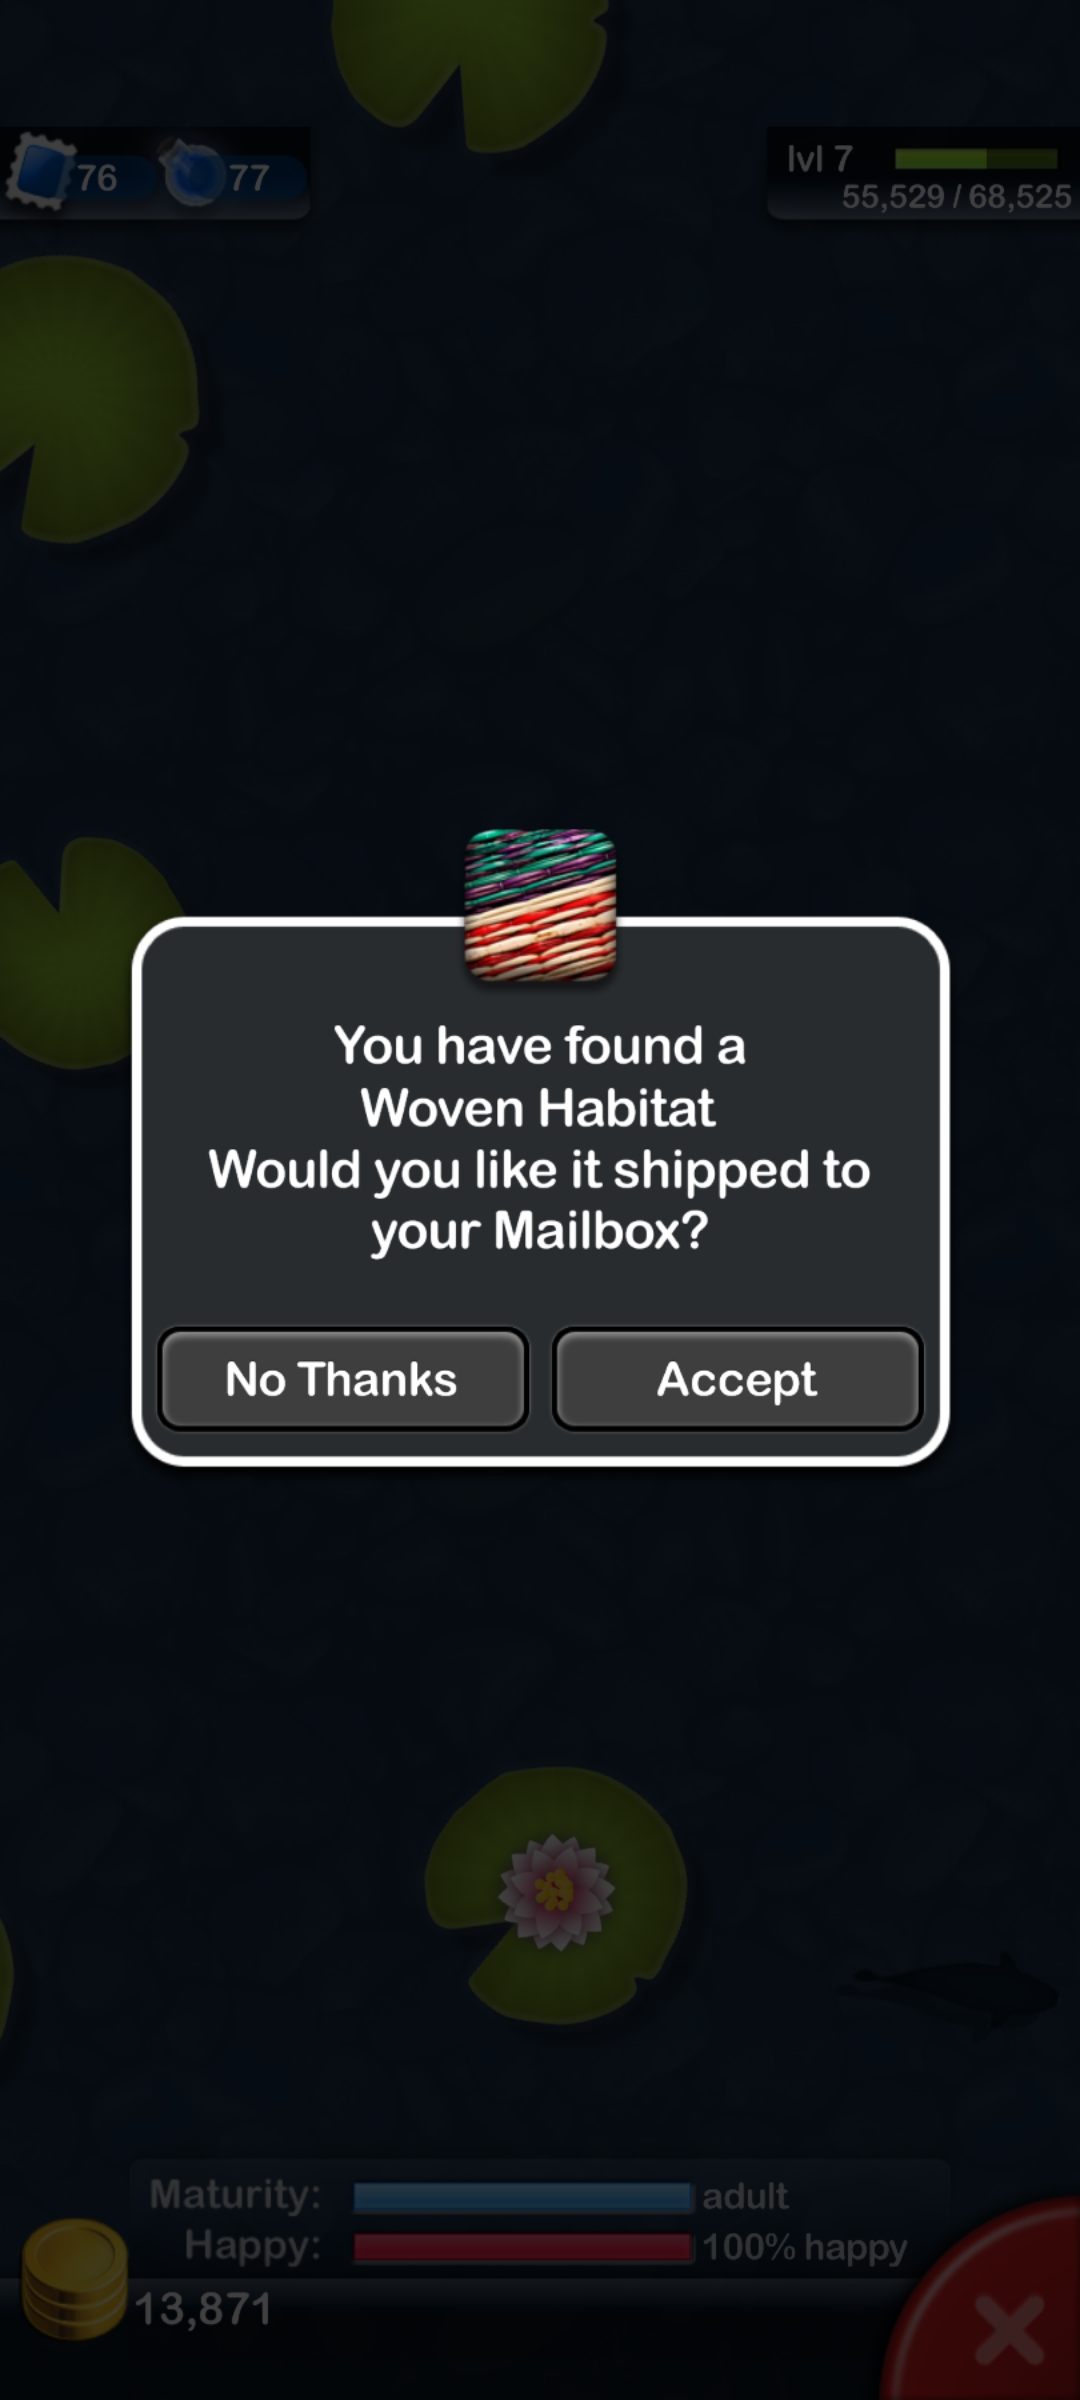 76 77
lvl 7
55,529 / 68,525
You have found a
Woven Habitat
Would you like it shipped to
your Mailbox?
No Thanks Accept
Maturity: adult
Happy: 100% happy
13,871